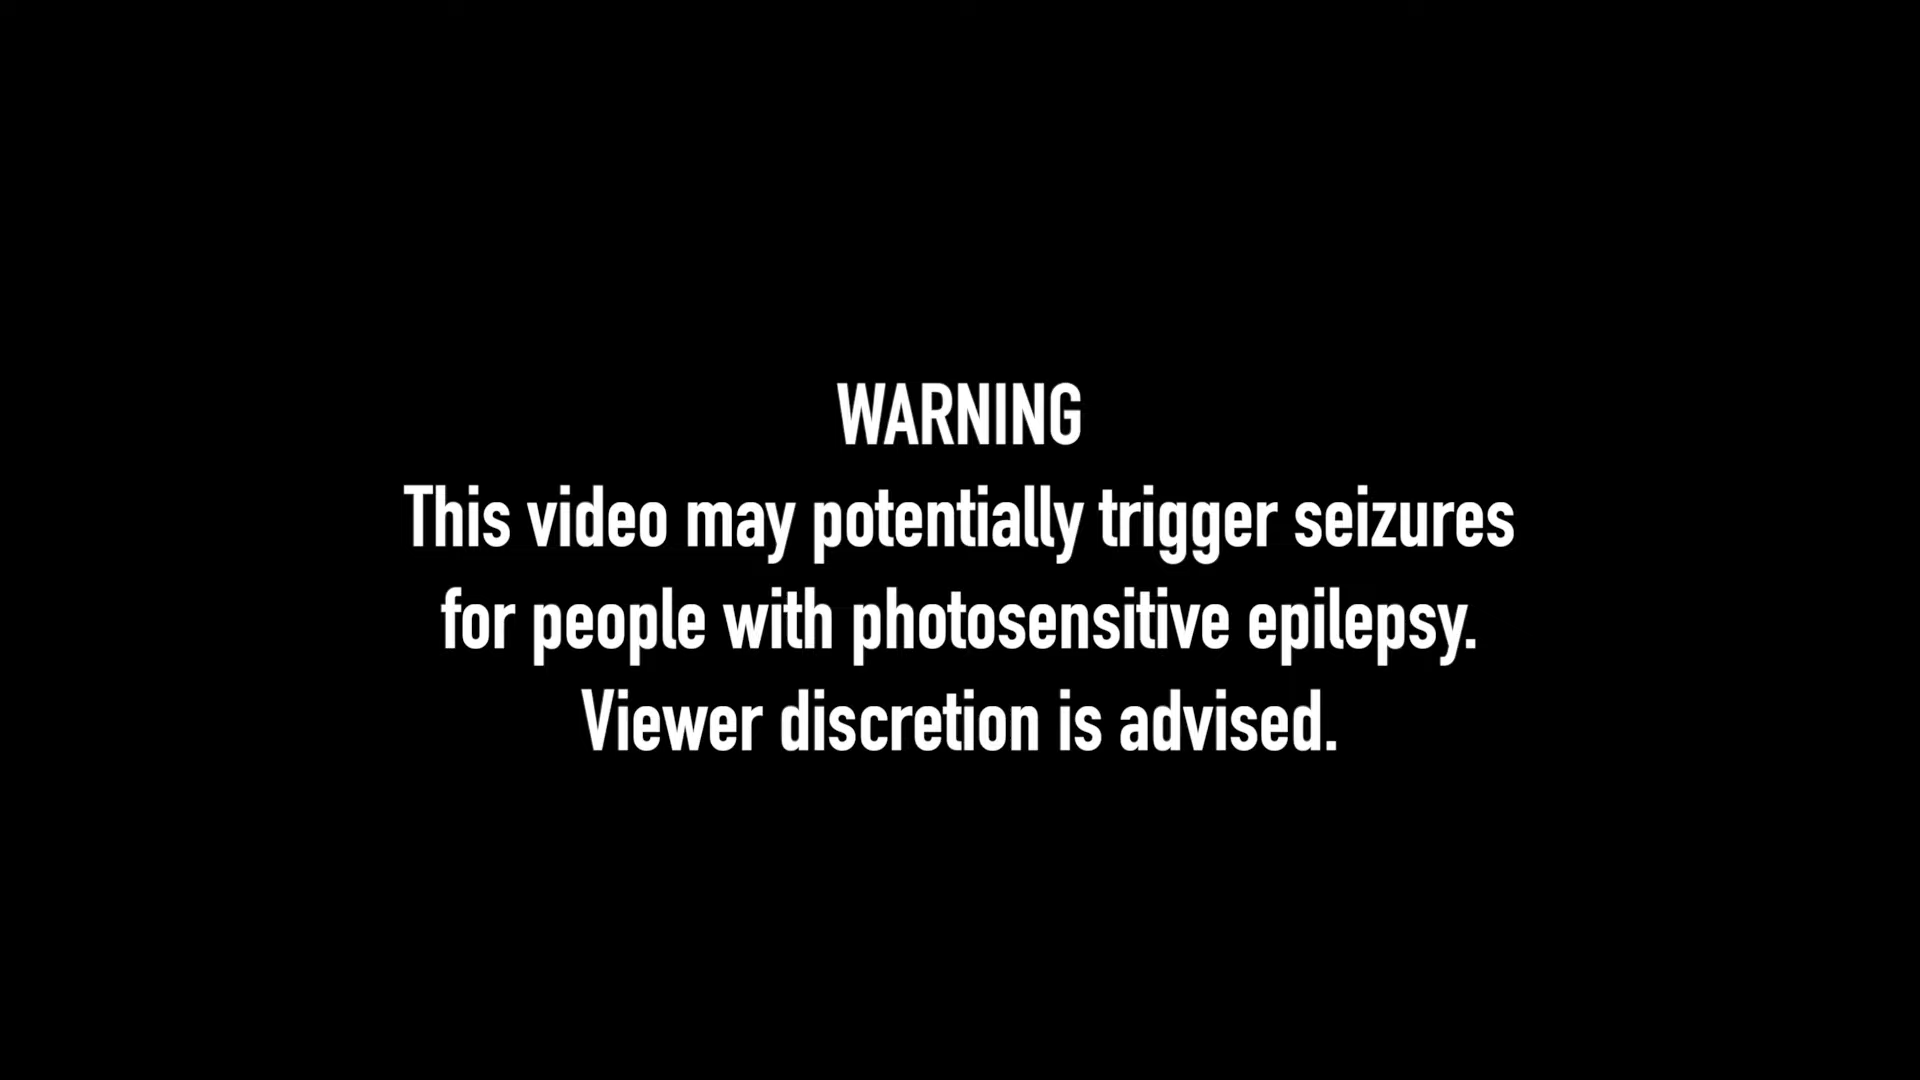 WARNING
This video may potentially trigger seizures
for people with photosensitive epilepsy.
Viewer discretion is advised.